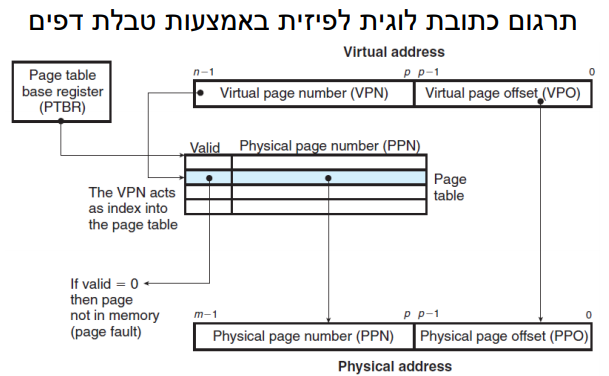 תרגום כתובת לוגית לפיזית באמצעות טבלת דפים
Virtual address
n–1
p p–1
0
Page table
base register
(PTBR)
Virtual page number (VPN)
Virtual page offset (VPO)
Valid
Physical page number (PPN)
Page
table
The VPN acts
as index into
the page table
If valid = 0
then page
not in memory
(page fault)
m–1
p p–1
0
Physical page number (PPN)
Physical page offset (PPO)
Physical address